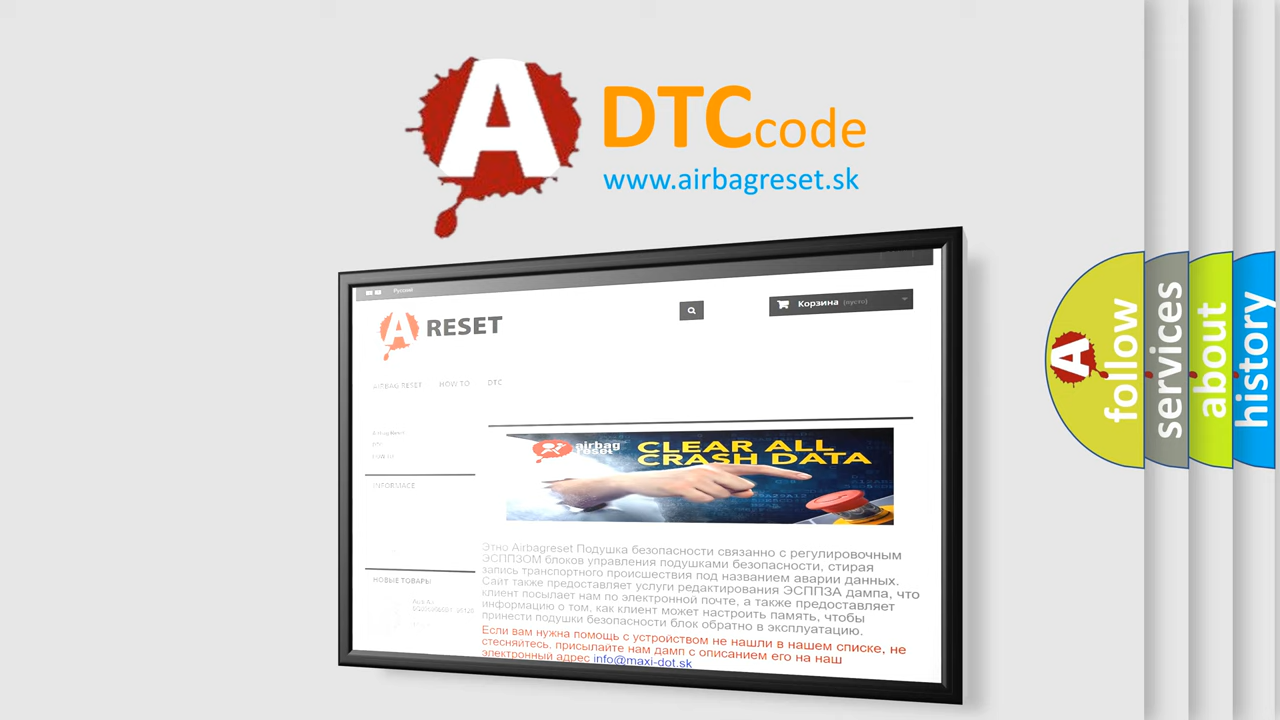 A
DTC code
www.airbagreset.sk
Русский
A RESET
Корзина (пусто)
AIRBAG RESET HOW TO DTC
airbag reset
CLEAR ALL
CRASH DATA
INFORMACE
НОВЫЕ ТОВАРЫ
Этно Airbagreset Подушка безопасности связанно с регулировочным
ЭСППЗОМ блоков управления подушками безопасности, стирая
запись транспортного происшествия под названием аварии данных.
Сайт также предоставляет услуги редактирования ЭСППЗА дампа, что
клиент посылает нам по электронной почте, а также предоставляет
информацию о том, как клиент может настроить память, чтобы
принести подушки безопасности блок обратно в эксплуатацию.
Если вам нужна помощь с устройством не нашли в нашем списке, не
стесняйтесь, присылайте нам дамп с описанием его на наш
электронный адрес info@maxi-dot.sk
A
follow
services
about
history